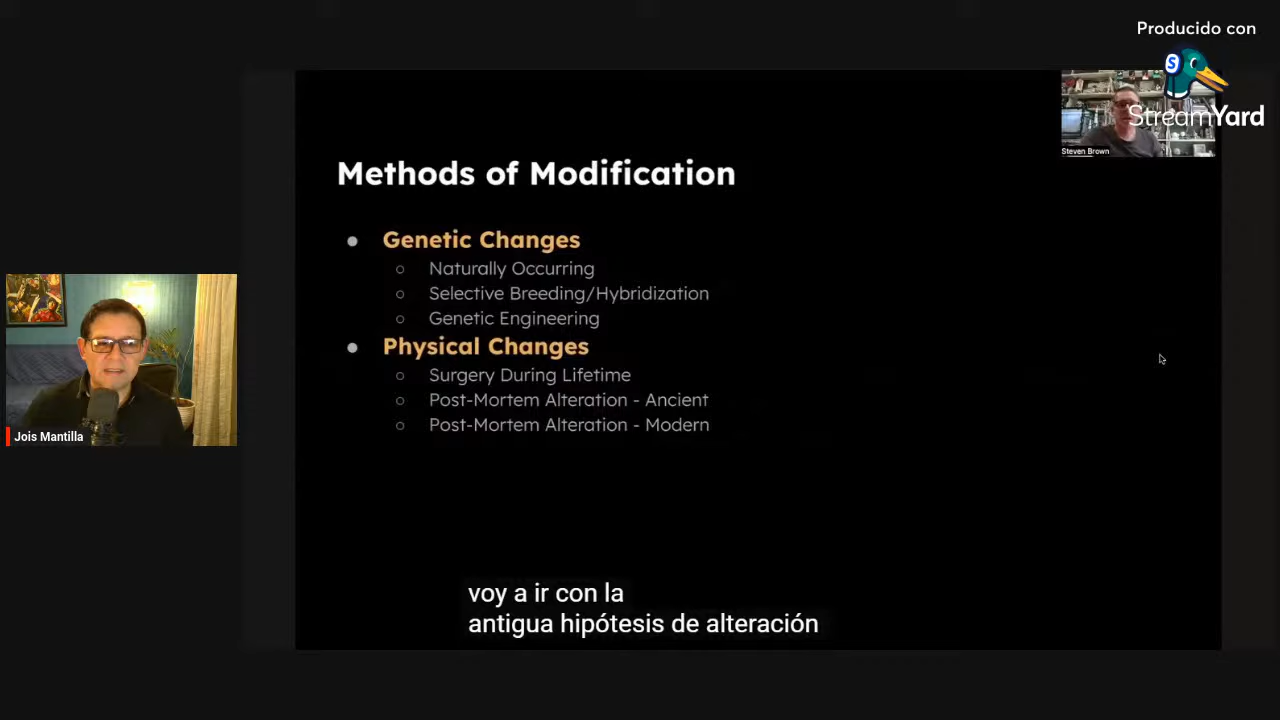 Producido con
StreamYard
Steven Brown
Methods of Modification
Genetic Changes
Naturally Occurring
Selective Breeding/Hybridization
Genetic Engineering
Physical Changes
Surgery During Lifetime
Post-Mortem Alteration - Ancient
Post-Mortem Alteration - Modern
Jois Mantilla
voy a ir con la
antigua hipótesis de alteración